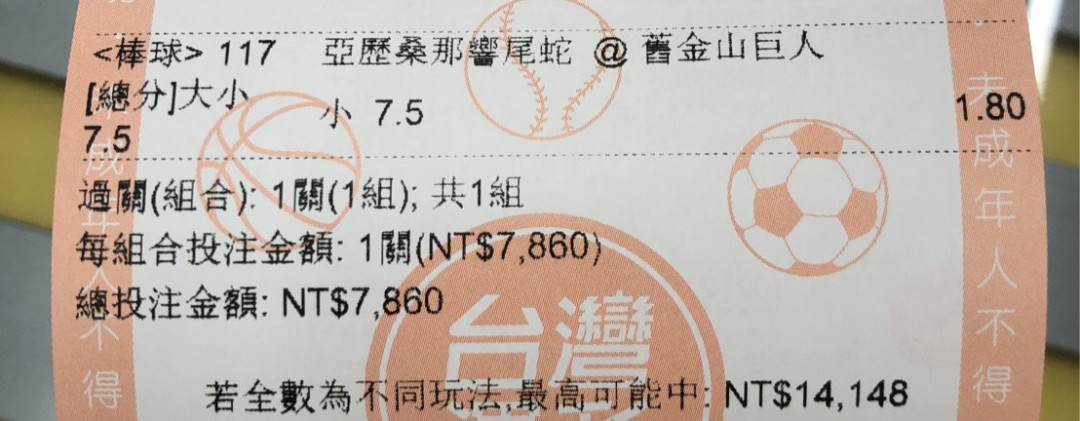 <棒球> 117 亞歷桑那響尾蛇 @ 舊金山巨人
[總分]大小
7.5
小 7.5
1.80
過關(組合): 1關(1組); 共1組
每組合投注金額: 1關(NT$7,860)
總投注金額: NT$7,860
台灣
若全數為不同玩法,最高可能中: NT$14,148
成年人不得
未成年人不得